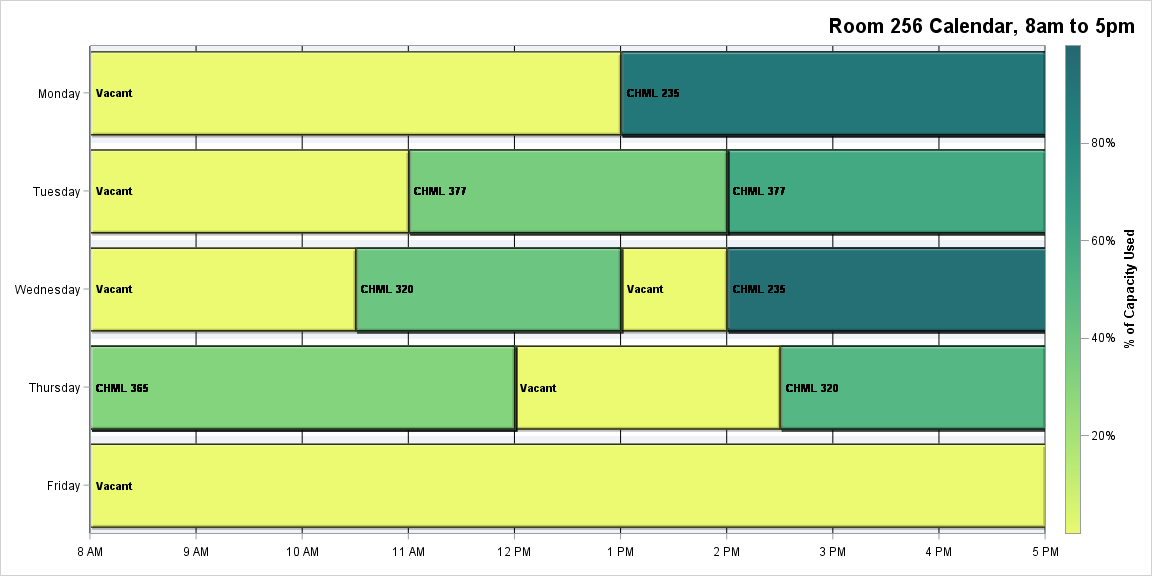 Room 256 Calendar, 8am to 5pm
Monday
Vacant
CHML 235
Tuesday
Vacant
CHML 377
CHML 377
Wednesday
Vacant
CHML 320
Vacant
CHML 235
Thursday
CHML 365
Vacant
CHML 320
Friday
Vacant
8 AM
9 AM
10 AM
11 AM
12 PM
1 PM
2 PM
3 PM
4 PM
5 PM
80%
60%
40%
20%
% of Capacity Used